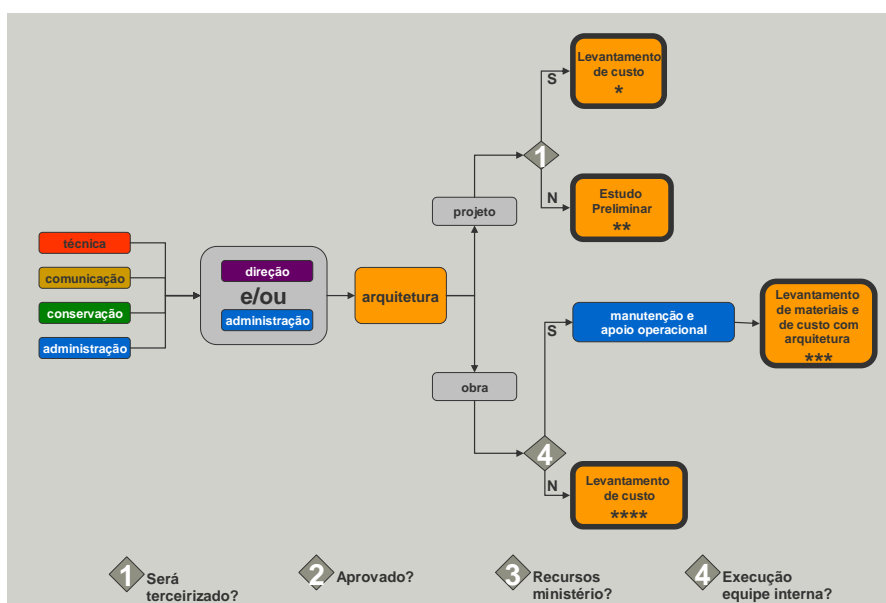 Levantamento
de custo
*
S
1
N
Estudo
Preliminar
**
projeto
técnica
comunicação
conservação
administração
direção
e/ou
administração
arquitetura
manutenção e
apoio operacional
Levantamento
de materiais e
de custo com
arquitetura
***
S
obra
4
N
Levantamento
de custo
****
1 Será
terceirizado?
2 Aprovado?
3 Recursos
ministério?
4 Execução
equipe interna?